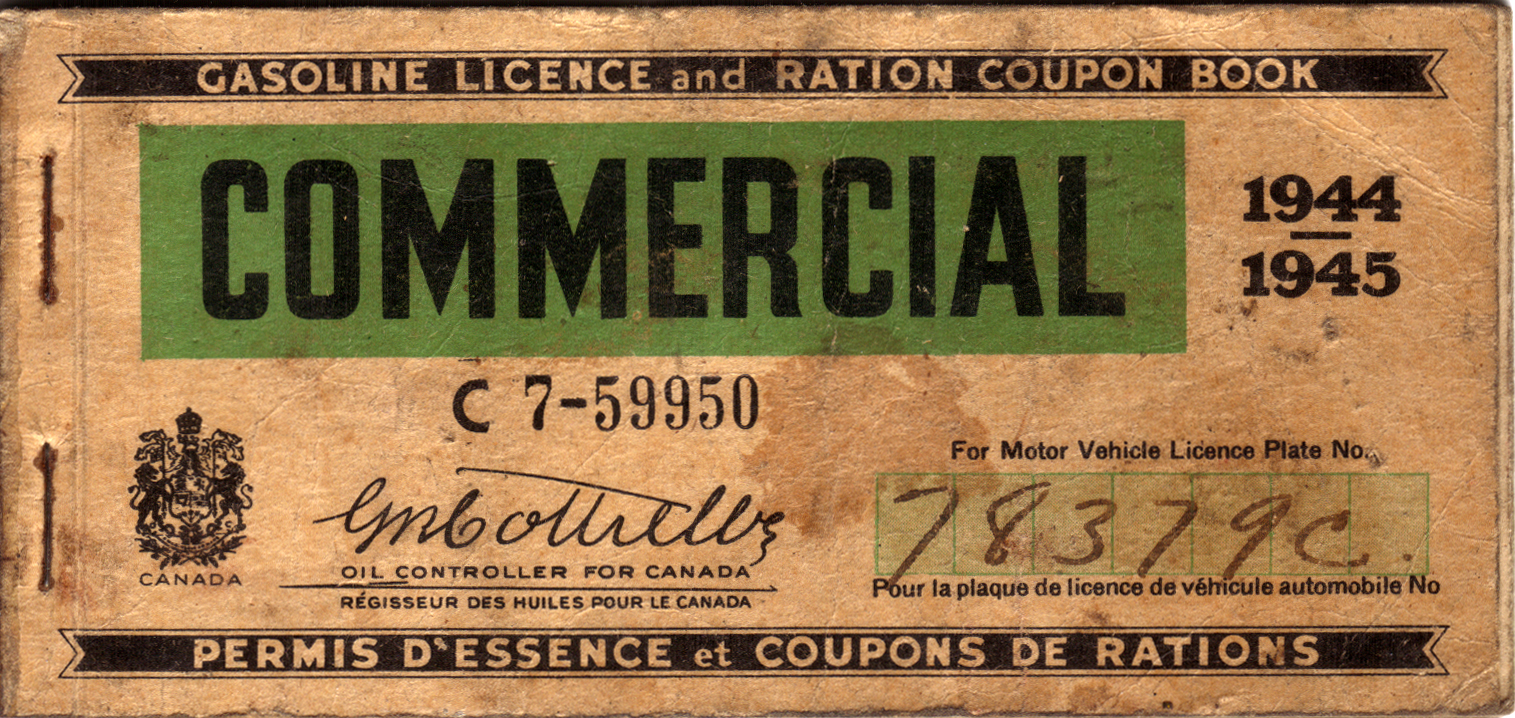 GASOLINE LICENCE and RATION COUPON BOOK
COMMERCIAL
1944
1945
C 7-59950
For Motor Vehicle Licence Plate No.
78379C.
Pour la plaque de licence de véhicule automobile No
CANADA
OIL CONTROLLER FOR CANADA
RÉGISSEUR DES HUILES POUR LE CANADA
PERMIS D'ESSENCE et COUPONS DE RATIONS